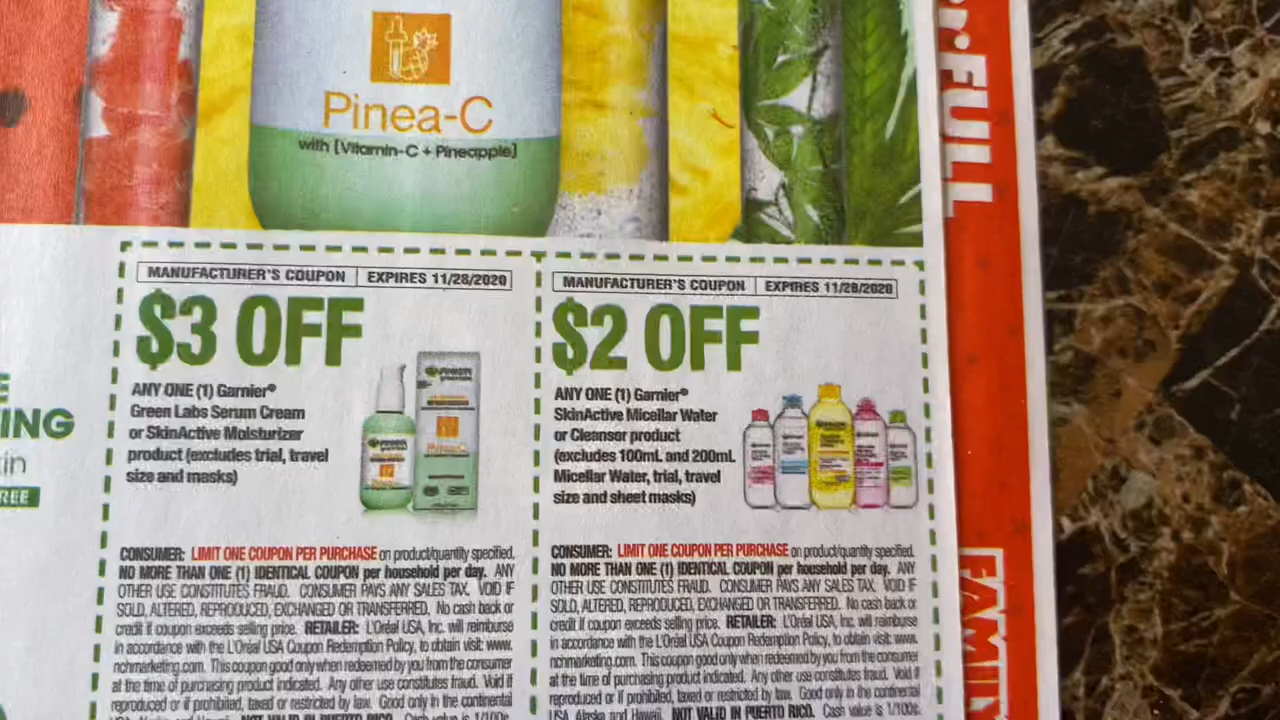 Pinea-C
with [Vitamin-C + Pineapple]
r·FULL
MANUFACTURER'S COUPON | EXPIRES 11/28/2020
$3 OFF
ANY ONE (1) Garnier®
Green Labs Serum Cream
or SkinActive Moisturizer
product (excludes trial, travel
size and masks)
CONSUMER: LIMIT ONE COUPON PER PURCHASE on product/quantity specified.
NO MORE THAN ONE (1) IDENTICAL COUPON per household per day. ANY
OTHER USE CONSTITUTES FRAUD. CONSUMER PAYS ANY SALES TAX. VOID IF
SOLD, ALTERED, REPRODUCED, EXCHANGED OR TRANSFERRED. No cash back or
credit if coupon exceeds selling price. RETAILER: L'Oréal USA, Inc. will reimburse
in accordance with the L'Oréal USA Coupon Redemption Policy, to obtain visit: www.
nchmarketing.com. This coupon good only when redeemed by you from the consumer
at the time of purchasing product indicated. Any other use constitutes fraud. Void if
reproduced or if prohibited, taxed or restricted by law. Good only in the continental
USA, Alaska and Hawaii. NOT VALID IN PUERTO RICO. Cash value is 1/100¢.
MANUFACTURER'S COUPON | EXPIRES 11/28/2020
$2 OFF
ANY ONE (1) Garnier®
SkinActive Micellar Water
or Cleanser product
(excludes 100mL and 200mL
Micellar Water, trial, travel
size and sheet masks)
CONSUMER: LIMIT ONE COUPON PER PURCHASE on product/quantity specified.
NO MORE THAN ONE (1) IDENTICAL COUPON per household per day. ANY
OTHER USE CONSTITUTES FRAUD. CONSUMER PAYS ANY SALES TAX. VOID IF
SOLD, ALTERED, REPRODUCED, EXCHANGED OR TRANSFERRED. No cash back or
credit if coupon exceeds selling price. RETAILER: L'Oréal USA, Inc. will reimburse
in accordance with the L'Oréal USA Coupon Redemption Policy, to obtain visit: www.
nchmarketing.com. This coupon good only when redeemed by you from the consumer
at the time of purchasing product indicated. Any other use constitutes fraud. Void if
reproduced or if prohibited, taxed or restricted by law. Good only in the continental
USA, Alaska and Hawaii. NOT VALID IN PUERTO RICO. Cash value is 1/100¢.
E
ING
tin
REE
FAMILY